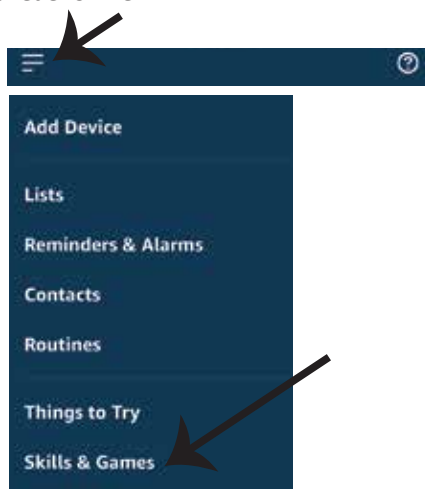 Add Device
Lists
Reminders & Alarms
Contacts
Routines
Things to Try
Skills & Games